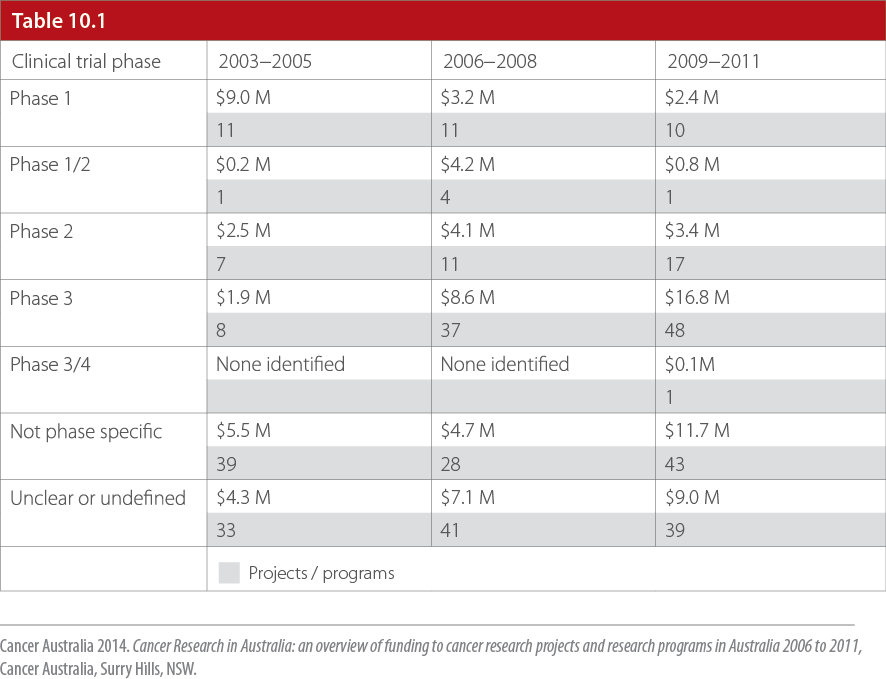 Table 10.1
Clinical trial phase 2003–2005 2006–2008 2009–2011
Phase 1 $9.0 M $3.2 M $2.4 M
11 11 10
Phase 1/2 $0.2 M $4.2 M $0.8 M
1 4 1
Phase 2 $2.5 M $4.1 M $3.4 M
7 11 17
Phase 3 $1.9 M $8.6 M $16.8 M
8 37 48
Phase 3/4 None identified None identified $0.1M
1
Not phase specific $5.5 M $4.7 M $11.7 M
39 28 43
Unclear or undefined $4.3 M $7.1 M $9.0 M
33 41 39
Projects / programs
Cancer Australia 2014. Cancer Research in Australia: an overview of funding to cancer research projects and research programs in Australia 2006 to 2011,
Cancer Australia, Surry Hills, NSW.